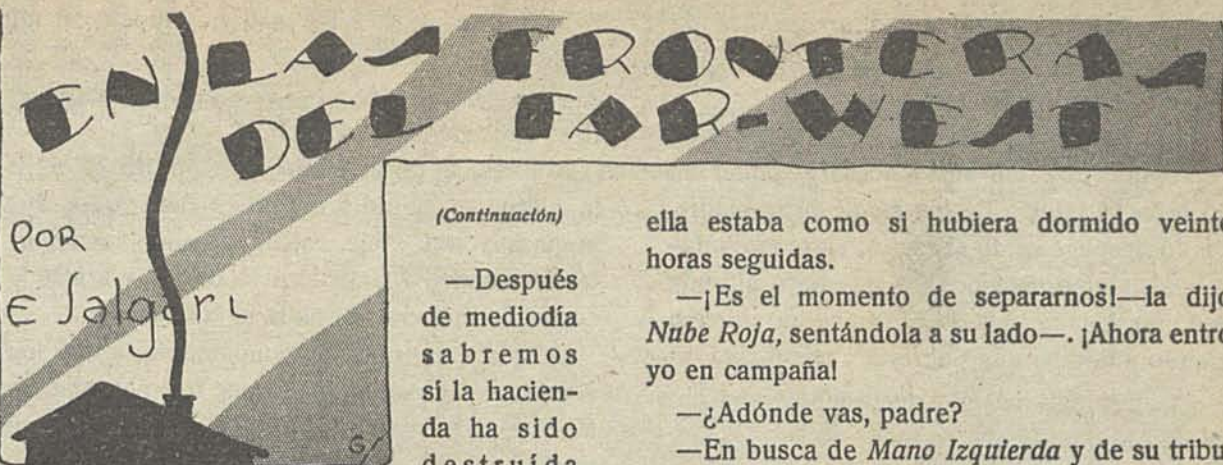 EN LAS FRONTERAS
DEL FAR-WEST
POR
E Salgari
(Continuación)
—Después
de mediodía
sabremos
sí la hacien-
da ha sido
destruída
ella estaba como si hubiera dormido veinte
horas seguidas.
—¡Es el momento de separarnos!—la dijo
Nube Roja, sentándola a su lado—. ¡Ahora entro
yo en campaña!
—¿Adónde vas, padre?
—En busca de Mano Izquierda y de su tribu